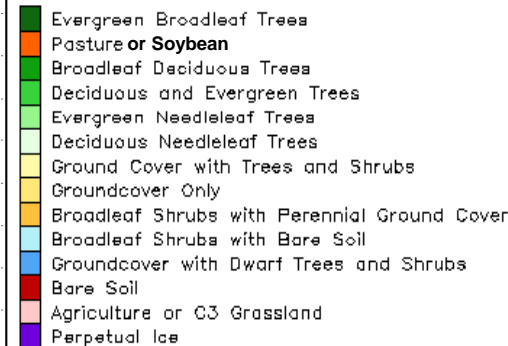 Evergreen Broadleaf Trees
Pasture or Soybean
Broadleaf Deciduous Trees
Deciduous and Evergreen Trees
Evergreen Needleleaf Trees
Deciduous Needleleaf Trees
Ground Cover with Trees and Shrubs
Groundcover Only
Broadleaf Shrubs with Perennial Ground Cover
Broadleaf Shrubs with Bare Soil
Groundcover with Dwarf Trees and Shrubs
Bare Soil
Agriculture or C3 Grassland
Perpetual Ice